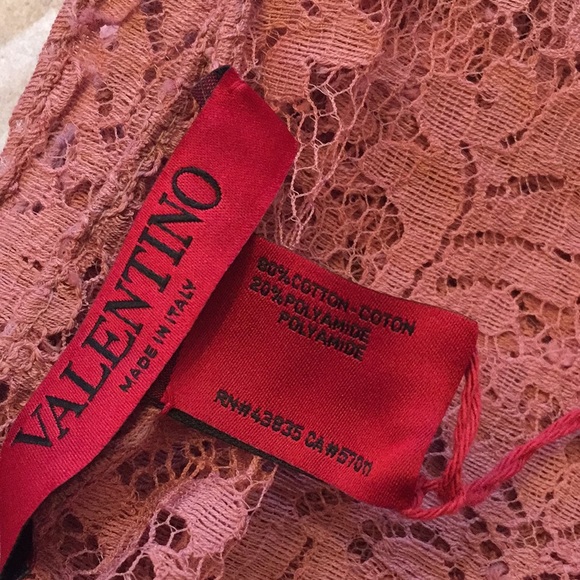 VALENTINO
MADE IN ITALY
80%COTTON-COTON
20%POLYAMIDE
POLYAMIDE
RN#43835 CA#57011